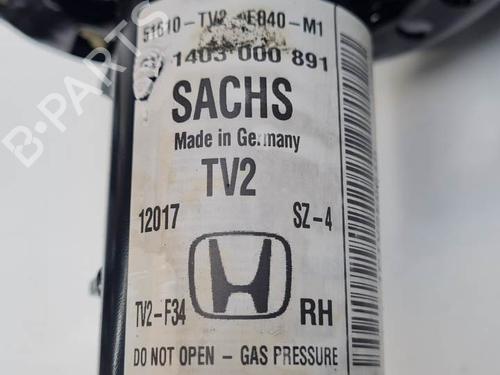 1403 000 891
SACHS
Made in Germany
TV2
12017 SZ-4
TV2-F34 RH
DO NOT OPEN - GAS PRESSURE
B-PARTS